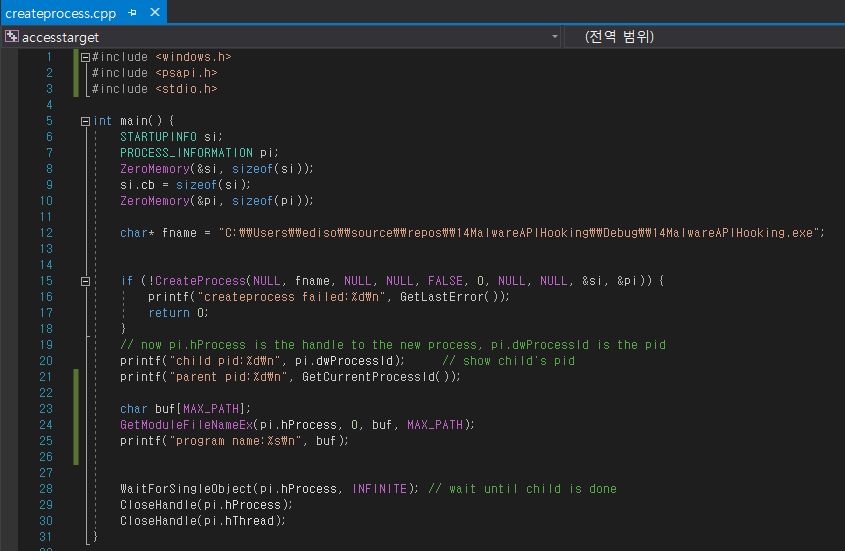 createprocess.cpp
accesstarget (전역 범위)
1 #include <windows.h>
2 #include <psapi.h>
3 #include <stdio.h>
4
5 int main() {
6 STARTUPINFO si;
7 PROCESS_INFORMATION pi;
8 ZeroMemory(&si, sizeof(si));
9 si.cb = sizeof(si);
10 ZeroMemory(&pi, sizeof(pi));
11
12 char* fname = "C:₩₩Users₩₩ediso₩₩source₩₩repos₩₩14MalwareAPIHooking₩₩Debug₩₩14MalwareAPIHooking.exe";
13
14
15 if (!CreateProcess(NULL, fname, NULL, NULL, FALSE, 0, NULL, NULL, &si, &pi)) {
16 printf("createprocess failed:%d₩n", GetLastError());
17 return 0;
18 }
19 // now pi.hProcess is the handle to the new process, pi.dwProcessId is the pid
20 printf("child pid:%d₩n", pi.dwProcessId); // show child's pid
21 printf("parent pid:%d₩n", GetCurrentProcessId());
22
23 char buf[MAX_PATH];
24 GetModuleFileNameEx(pi.hProcess, 0, buf, MAX_PATH);
25 printf("program name:%s₩n", buf);
26
27
28 WaitForSingleObject(pi.hProcess, INFINITE); // wait until child is done
29 CloseHandle(pi.hProcess);
30 CloseHandle(pi.hThread);
31 }